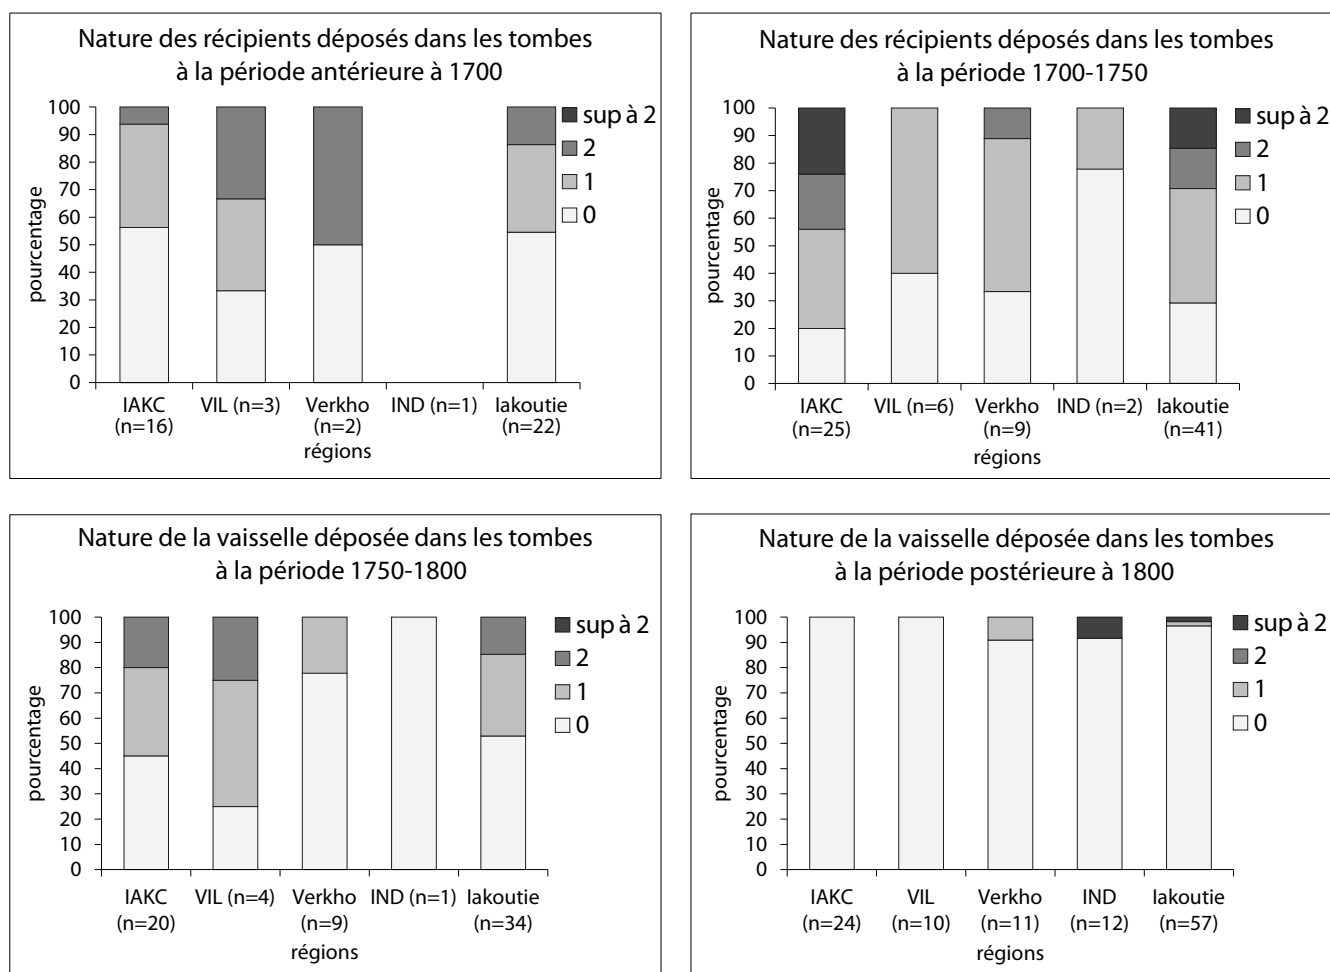 Nature des récipients déposés dans les tombes
à la période antérieure à 1700
100
90
80
70
60
50
40
30
20
10
0
pourcentage
sup à 2
2
1
0
IAKC
(n=16)
VIL (n=3)
Verkho
(n=2)
IND (n=1)
Iakoutie
(n=22)
régions
Nature des récipients déposés dans les tombes
à la période 1700-1750
100
90
80
70
60
50
40
30
20
10
0
pourcentage
sup à 2
2
1
0
IAKC
(n=25)
VIL (n=6)
Verkho
(n=9)
IND (n=2)
Iakoutie
(n=41)
régions
Nature de la vaisselle déposée dans les tombes
à la période 1750-1800
100
90
80
70
60
50
40
30
20
10
0
pourcentage
sup à 2
2
1
0
IAKC
(n=20)
VIL (n=4)
Verkho
(n=9)
IND (n=1)
Iakoutie
(n=34)
régions
Nature de la vaisselle déposée dans les tombes
à la période postérieure à 1800
100
90
80
70
60
50
40
30
20
10
0
pourcentage
sup à 2
2
1
0
IAKC
(n=24)
VIL
(n=10)
Verkho
(n=11)
IND
(n=12)
Iakoutie
(n=57)
régions